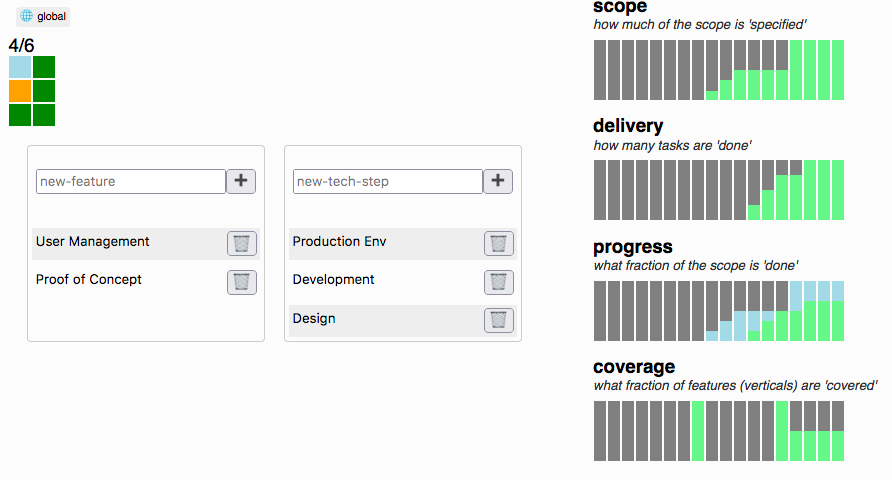 global
4/6
new-feature
User Management
Proof of Concept
new-tech-step
Production Env
Development
Design
scope
how much of the scope is 'specified'
delivery
how many tasks are 'done'
progress
what fraction of the scope is 'done'
coverage
what fraction of features (verticals) are 'covered'